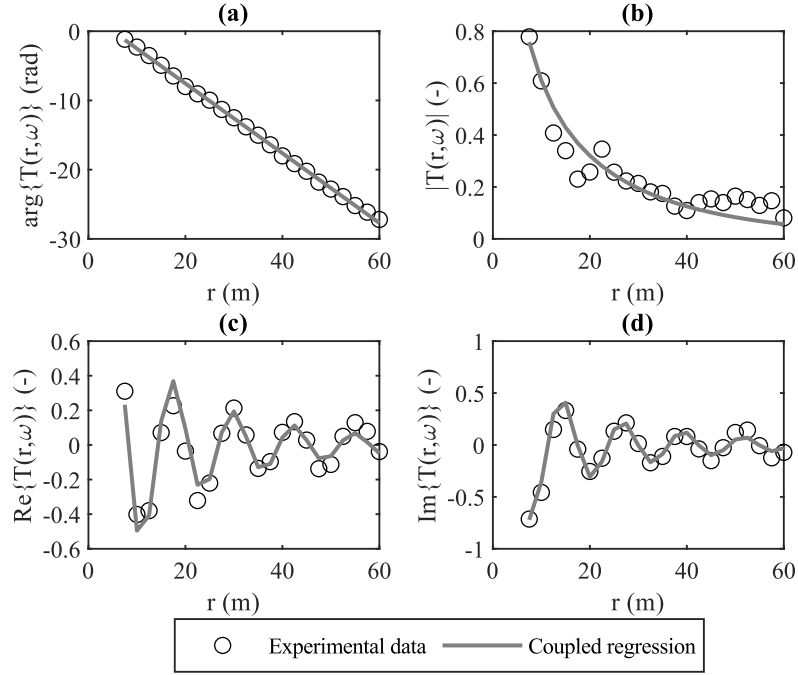 (a)
arg{T(r,ω)} (rad)
0
-10
-20
-30
0 20 40 60
r (m)
(b)
|T(r,ω)| (-)
0.8
0.6
0.4
0.2
0
0 20 40 60
r (m)
(c)
Re{T(r,ω)} (-)
0.6
0.4
0.2
0
-0.2
-0.4
-0.6
0 20 40 60
r (m)
(d)
Im{T(r,ω)} (-)
1
0.5
0
-0.5
-1
0 20 40 60
r (m)
Experimental data Coupled regression